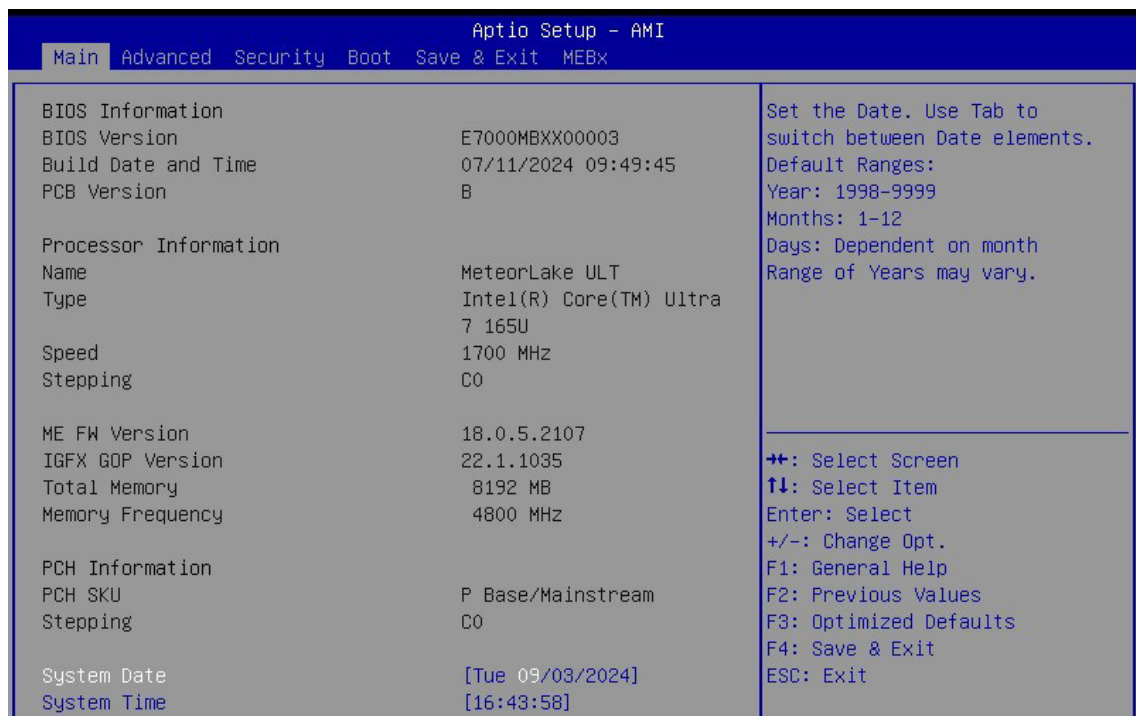 Aptio Setup - AMI
Main Advanced Security Boot Save & Exit MEBx
BIOS Information
BIOS Version E7000MBXX00003
Build Date and Time 07/11/2024 09:49:45
PCB Version B
Processor Information
Name MeteorLake ULT
Type Intel(R) Core(TM) Ultra
7 165U
Speed 1700 MHz
Stepping C0
ME FW Version 18.0.5.2107
IGFX GOP Version 22.1.1035
Total Memory 8192 MB
Memory Frequency 4800 MHz
PCH Information
PCH SKU P Base/Mainstream
Stepping C0
System Date [Tue 09/03/2024]
System Time [16:43:58]
Set the Date. Use Tab to
switch between Date elements.
Default Ranges:
Year: 1998-9999
Months: 1-12
Days: Dependent on month
Range of Years may vary.
→←: Select Screen
↑↓: Select Item
Enter: Select
+/-: Change Opt.
F1: General Help
F2: Previous Values
F3: Optimized Defaults
F4: Save & Exit
ESC: Exit